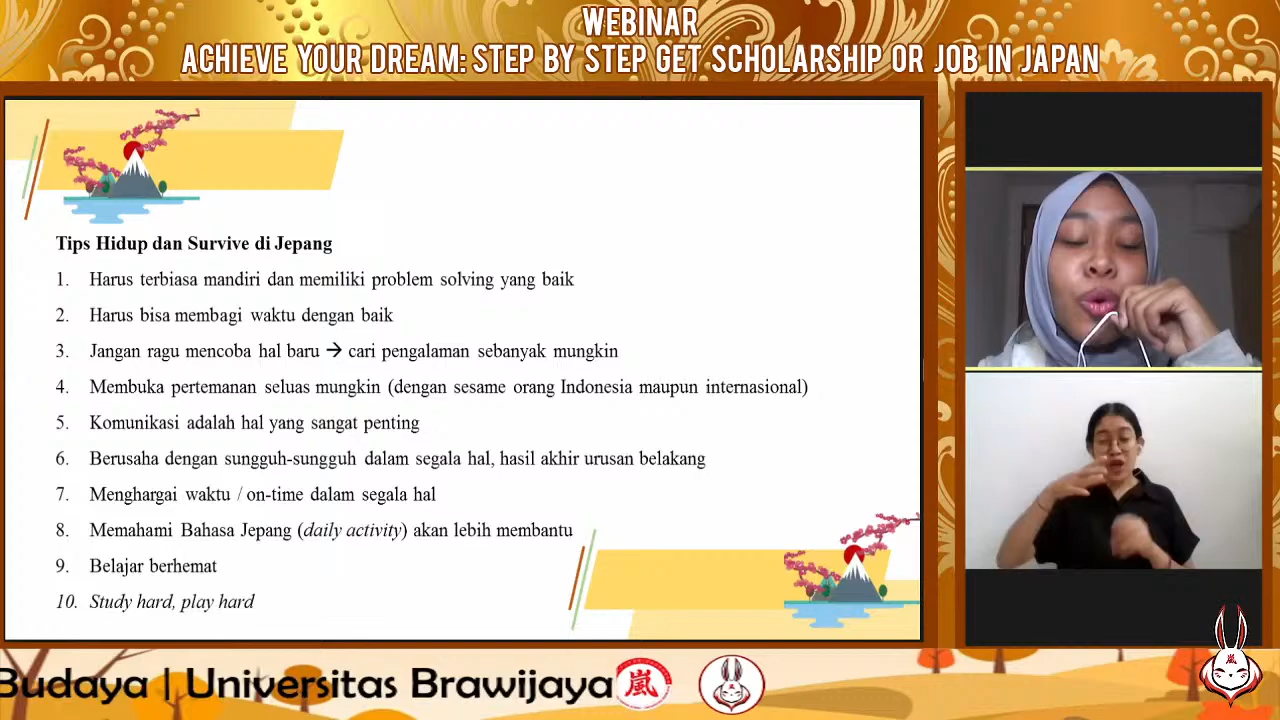 WEBINAR
ACHIEVE YOUR DREAM: STEP BY STEP GET SCHOLARSHIP OR JOB IN JAPAN
Tips Hidup dan Survive di Jepang
1. Harus terbiasa mandiri dan memiliki problem solving yang baik
2. Harus bisa membagi waktu dengan baik
3. Jangan ragu mencoba hal baru → cari pengalaman sebanyak mungkin
4. Membuka pertemanan seluas mungkin (dengan sesame orang Indonesia maupun internasional)
5. Komunikasi adalah hal yang sangat penting
6. Berusaha dengan sungguh-sungguh dalam segala hal, hasil akhir urusan belakang
7. Menghargai waktu / on-time dalam segala hal
8. Memahami Bahasa Jepang (daily activity) akan lebih membantu
9. Belajar berhemat
10. Study hard, play hard
Budaya | Universitas Brawijaya
嵐